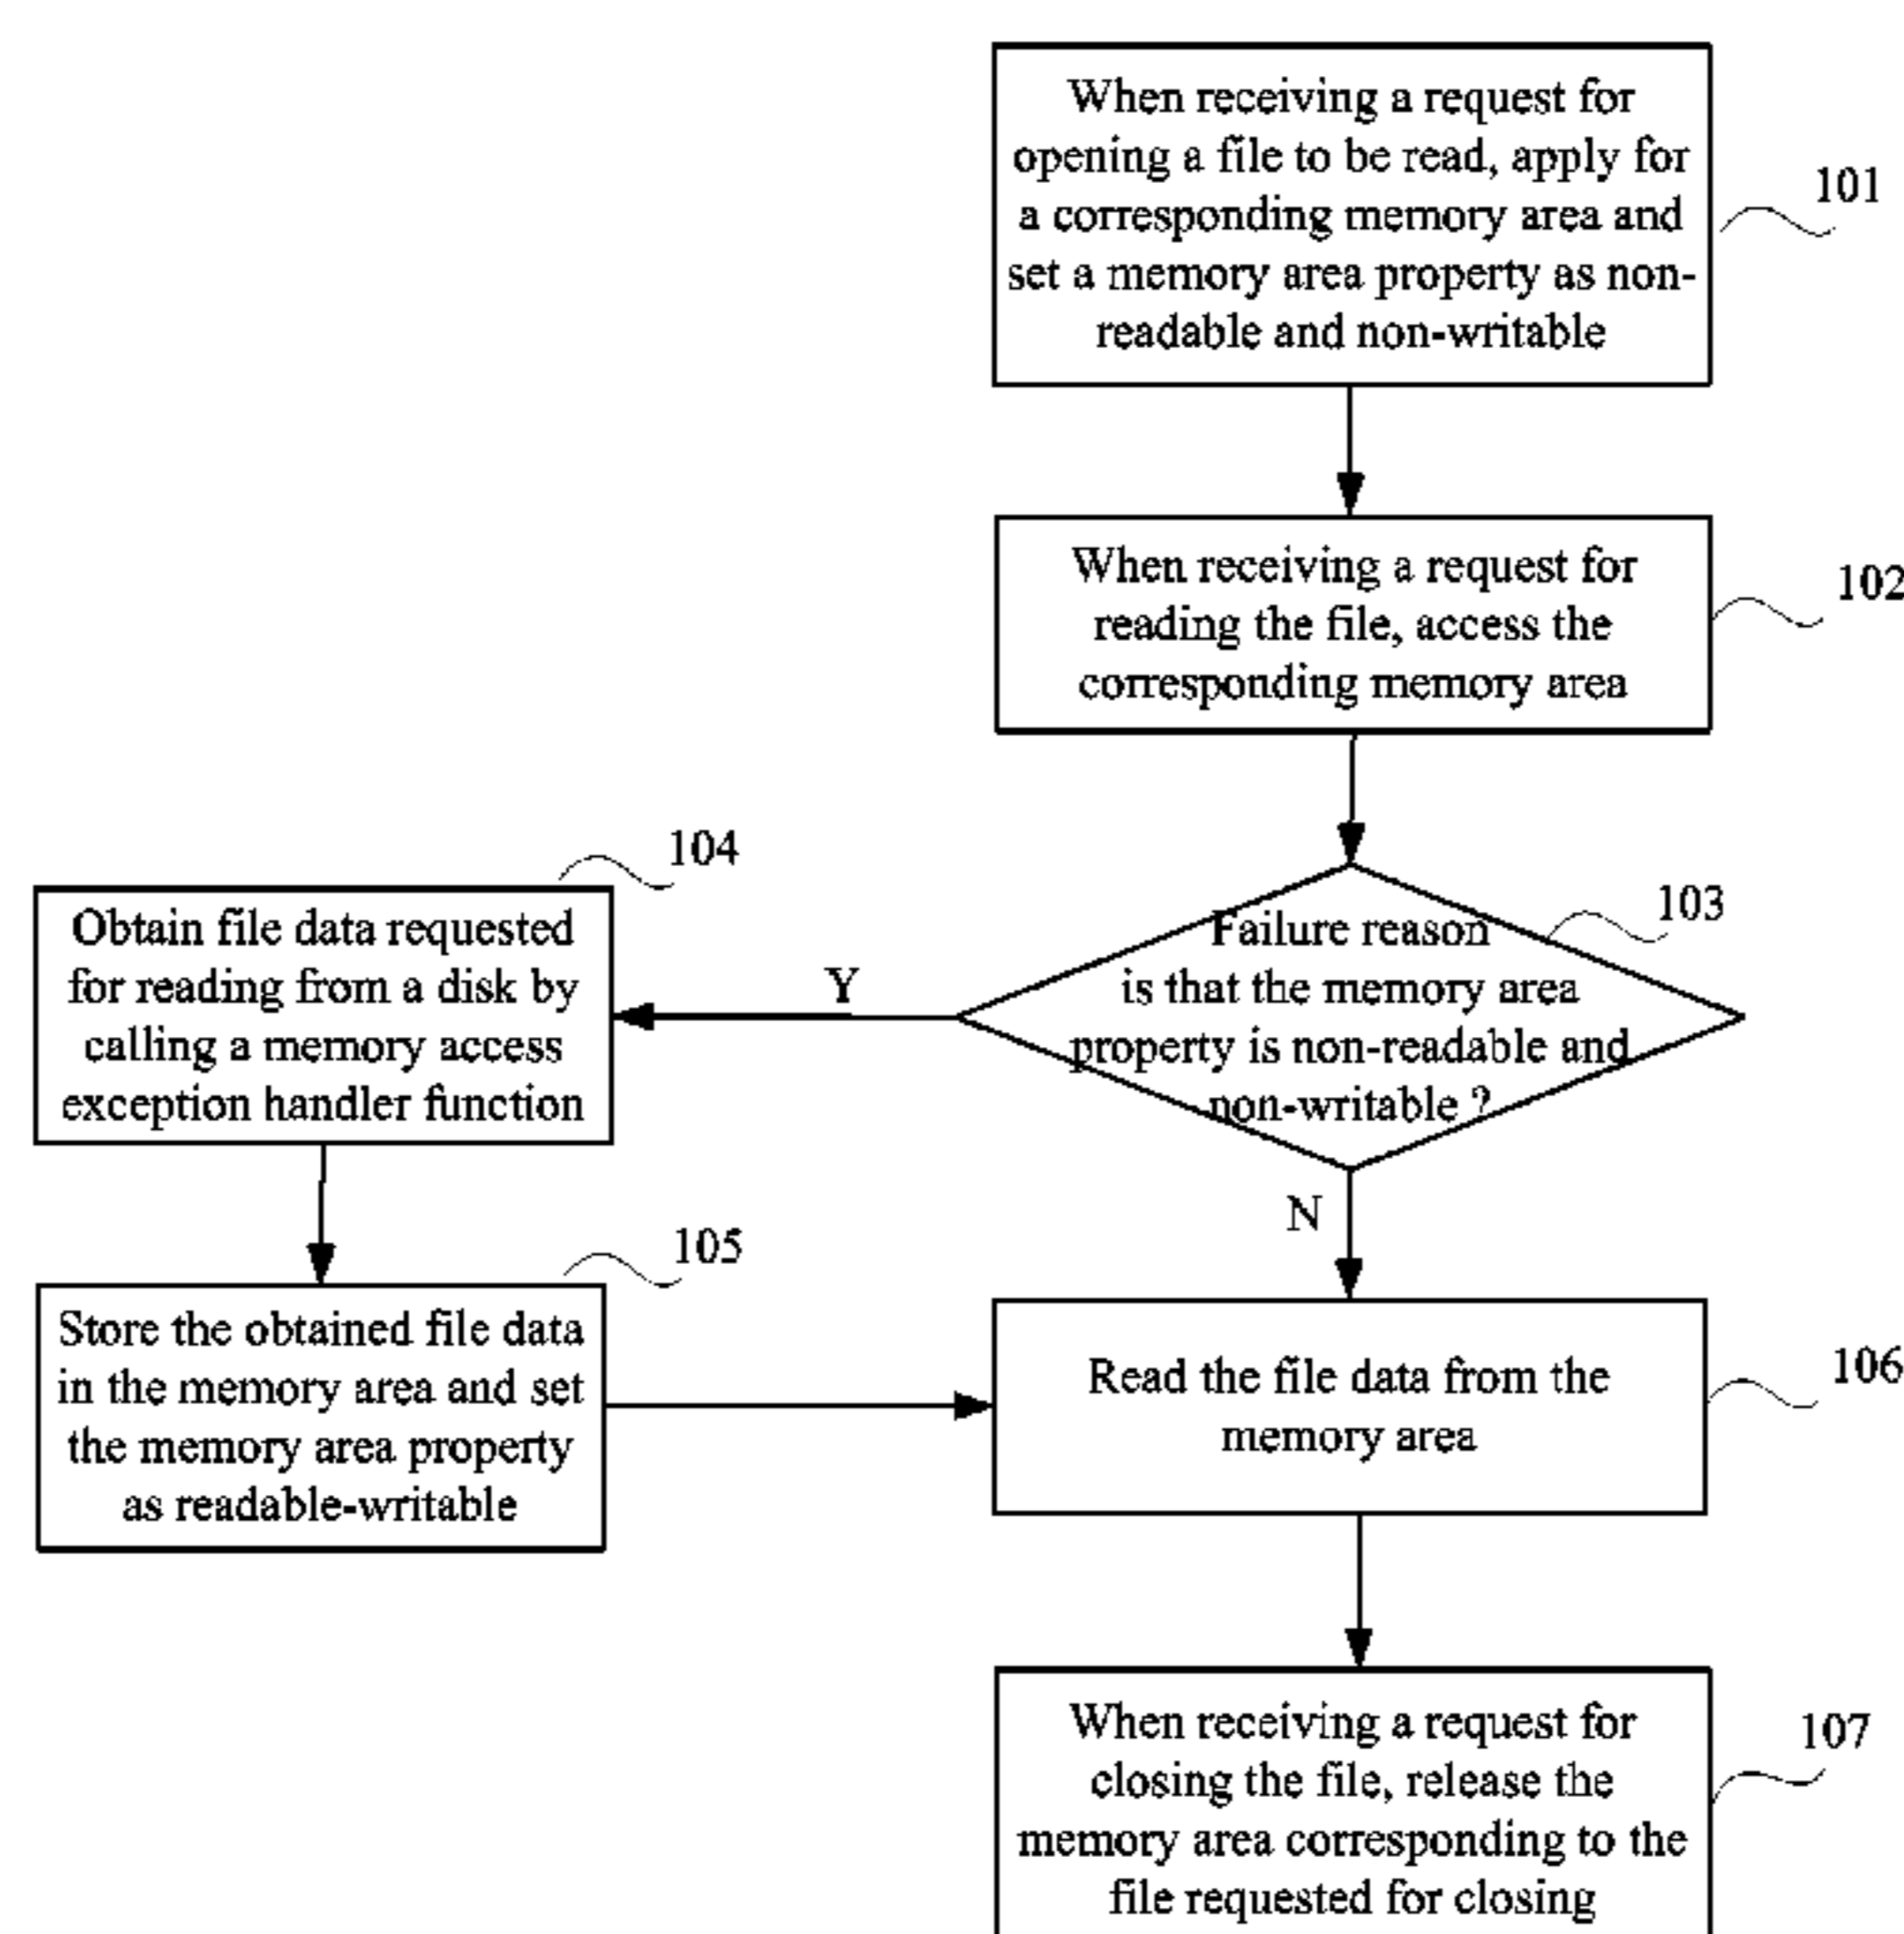 When receiving a request for
opening a file to be read, apply for
a corresponding memory area and
set a memory area property as non-
readable and non-writable
101
When receiving a request for
reading the file, access the
corresponding memory area
102
Failure reason
is that the memory area
property is non-readable and
non-writable ?
103
Y
N
104
Obtain file data requested
for reading from a disk by
calling a memory access
exception handler function
105
Store the obtained file data
in the memory area and set
the memory area property
as readable-writable
Read the file data from the
memory area
106
When receiving a request for
closing the file, release the
memory area corresponding to the
file requested for closing
107